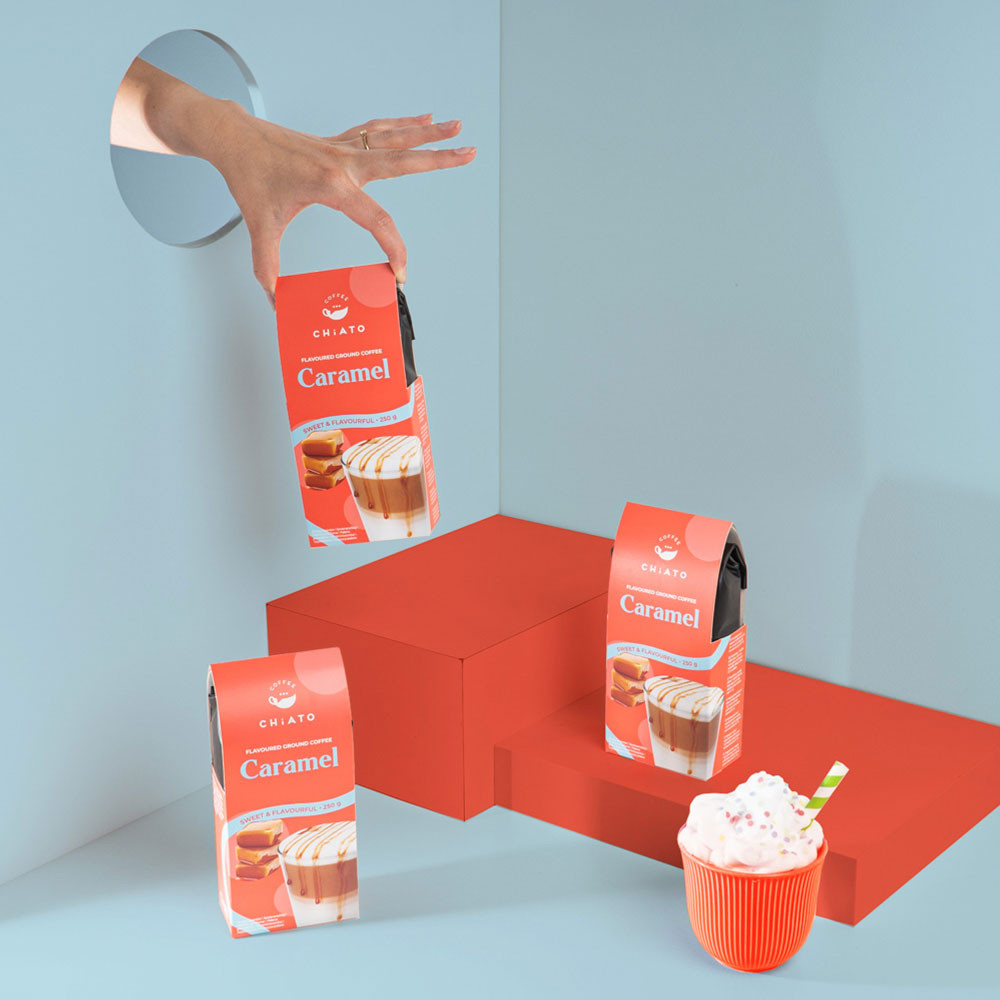 COFFEE
CHiATO
FLAVOURED GROUND COFFEE
Caramel
SWEET & FLAVOURFUL • 250 g
COFFEE
CHiATO
FLAVOURED GROUND COFFEE
Caramel
SWEET & FLAVOURFUL • 250 g
COFFEE
CHiATO
FLAVOURED GROUND COFFEE
Caramel
SWEET & FLAVOURFUL • 250 g